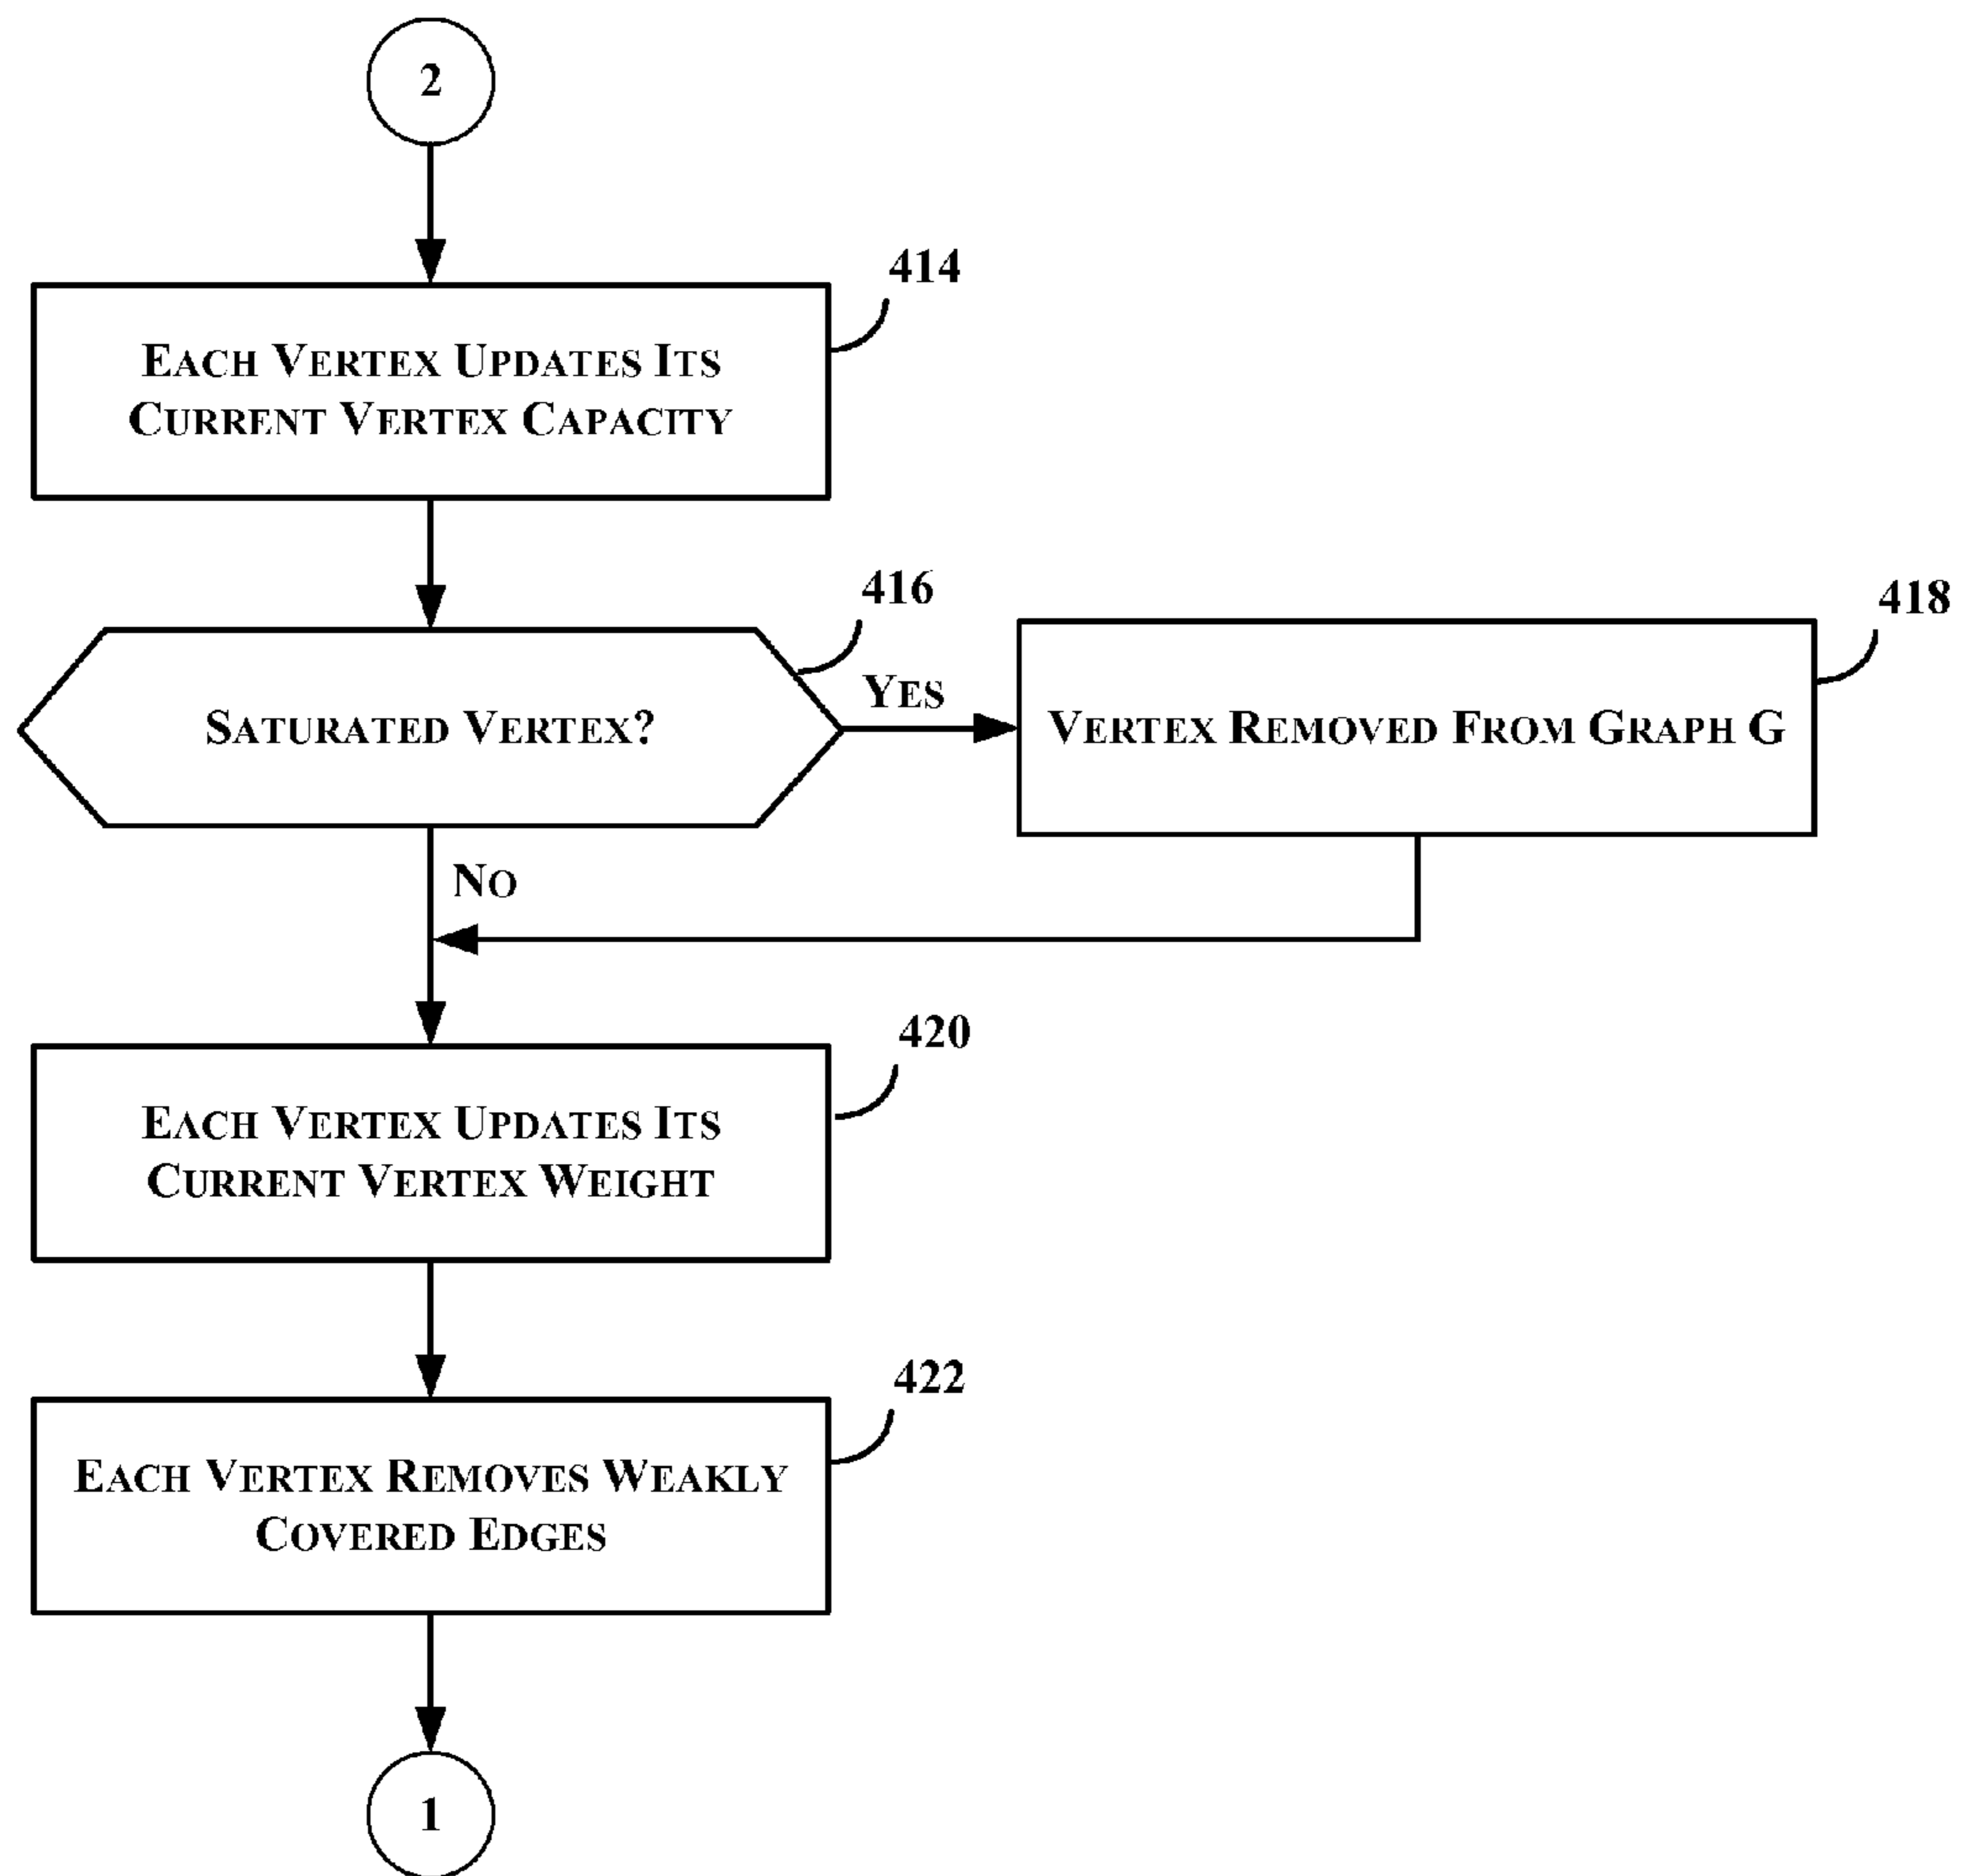 2
414
EACH VERTEX UPDATES ITS
CURRENT VERTEX CAPACITY
416
418
YES
SATURATED VERTEX?
VERTEX REMOVED FROM GRAPH G
NO
420
EACH VERTEX UPDATES ITS
CURRENT VERTEX WEIGHT
422
EACH VERTEX REMOVES WEAKLY
COVERED EDGES
1